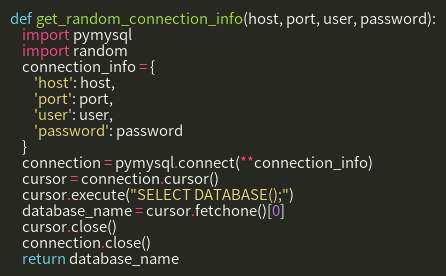 def get_random_connection_info(host, port, user, password):
    import pymysql
    import random
    connection_info = {
        'host': host,
        'port': port,
        'user': user,
        'password': password
    }
    connection = pymysql.connect(**connection_info)
    cursor = connection.cursor()
    cursor.execute("SELECT DATABASE();")
    database_name = cursor.fetchone()[0]
    cursor.close()
    connection.close()
    return database_name